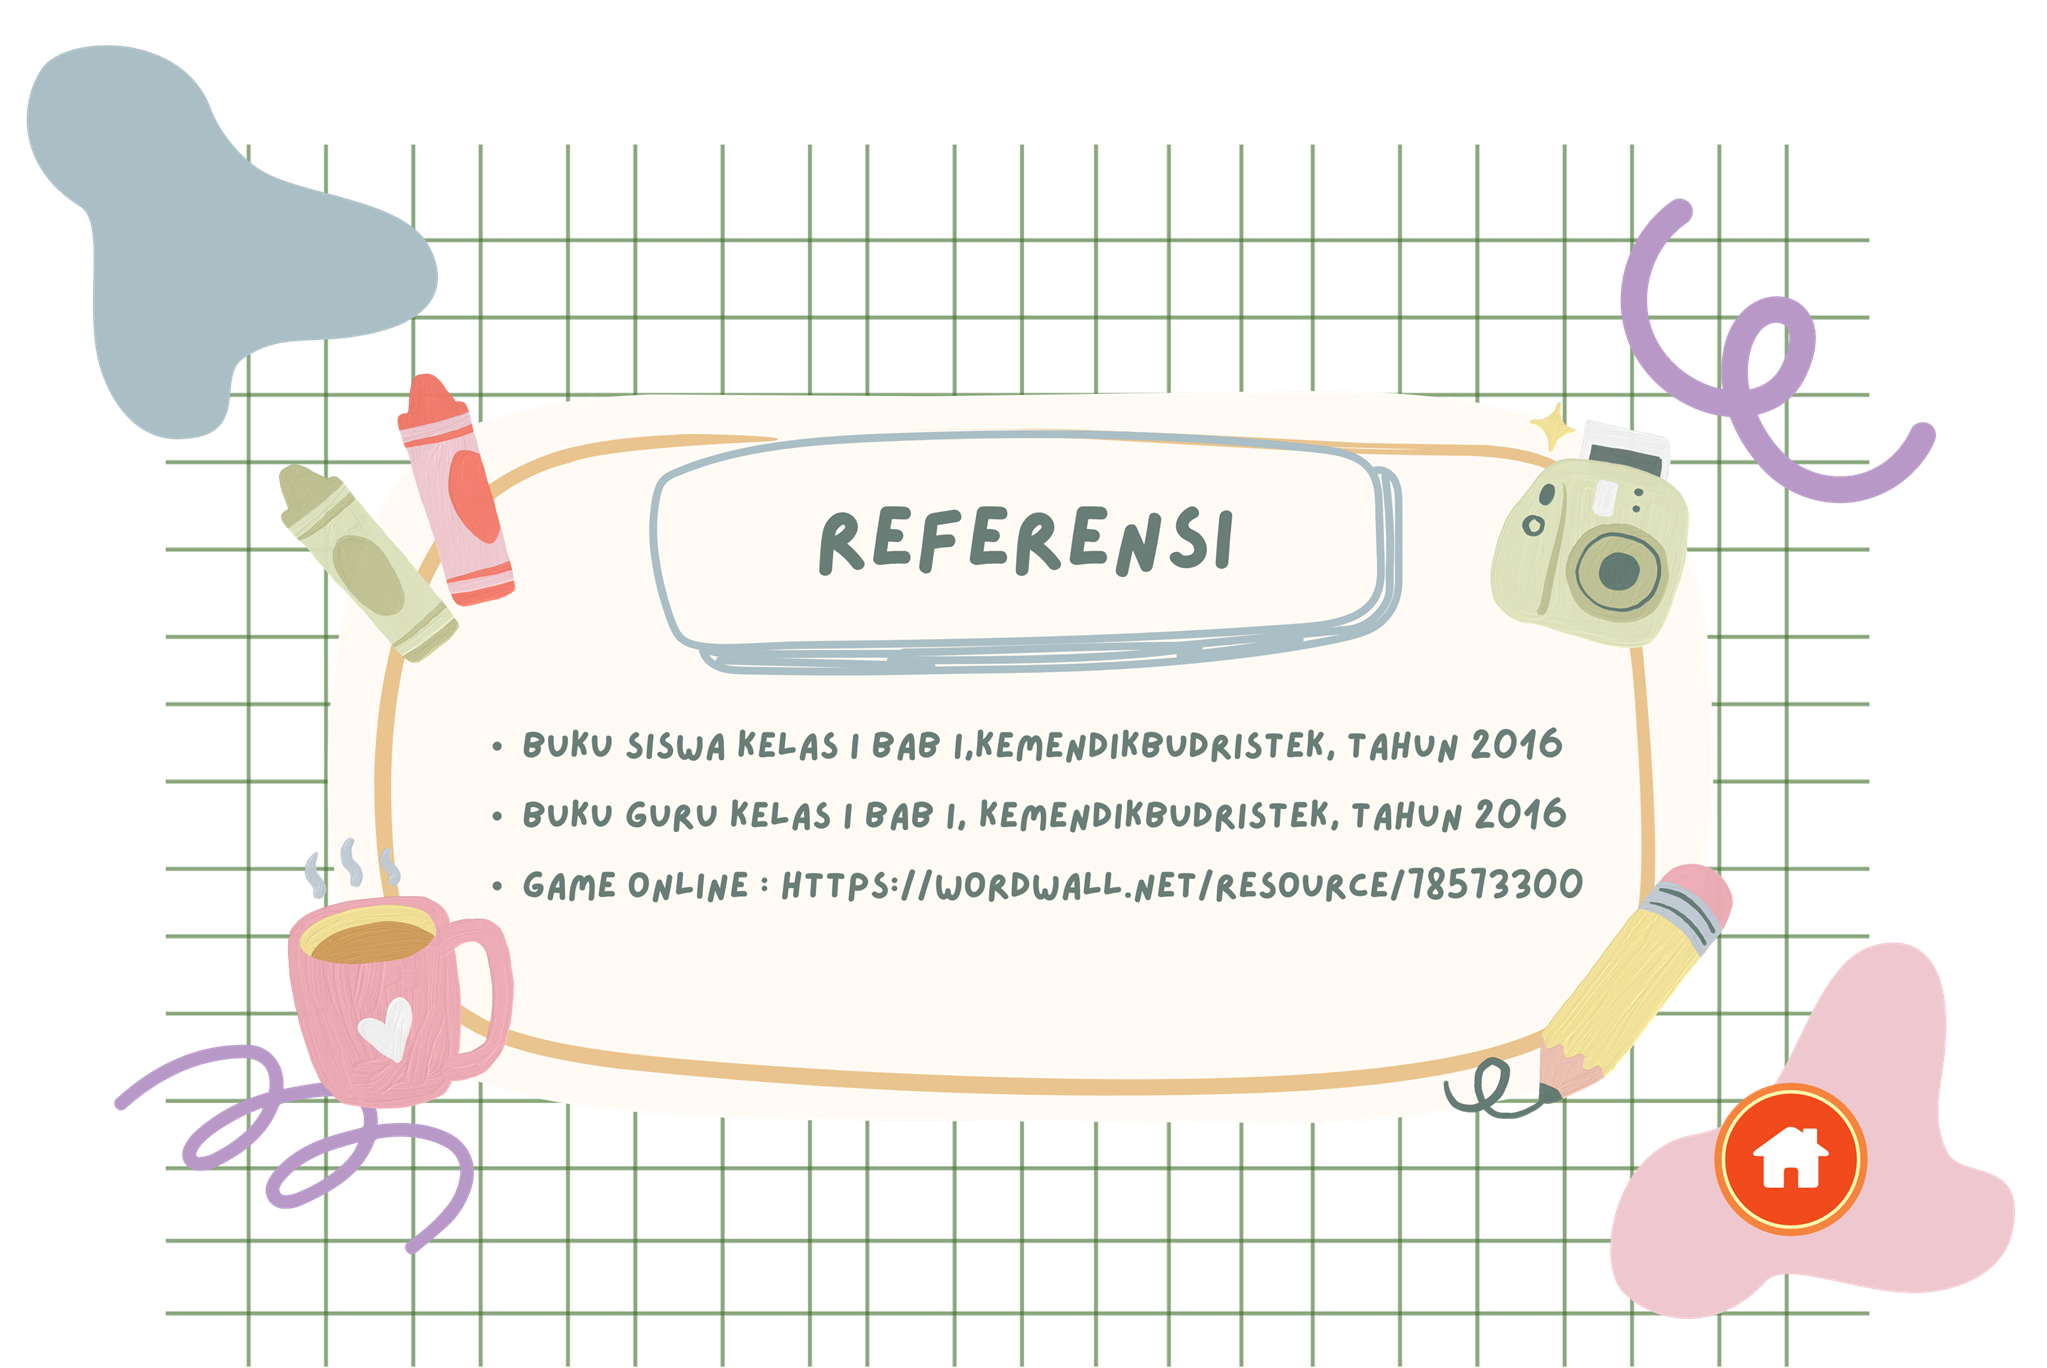 REFERENSI
• BUKU SISWA KELAS I BAB I,KEMENDIKBUDRISTEK, TAHUN 2016
• BUKU GURU KELAS I BAB I, KEMENDIKBUDRISTEK, TAHUN 2016
• GAME ONLINE : HTTPS://WORDWALL.NET/RESOURCE/78573300